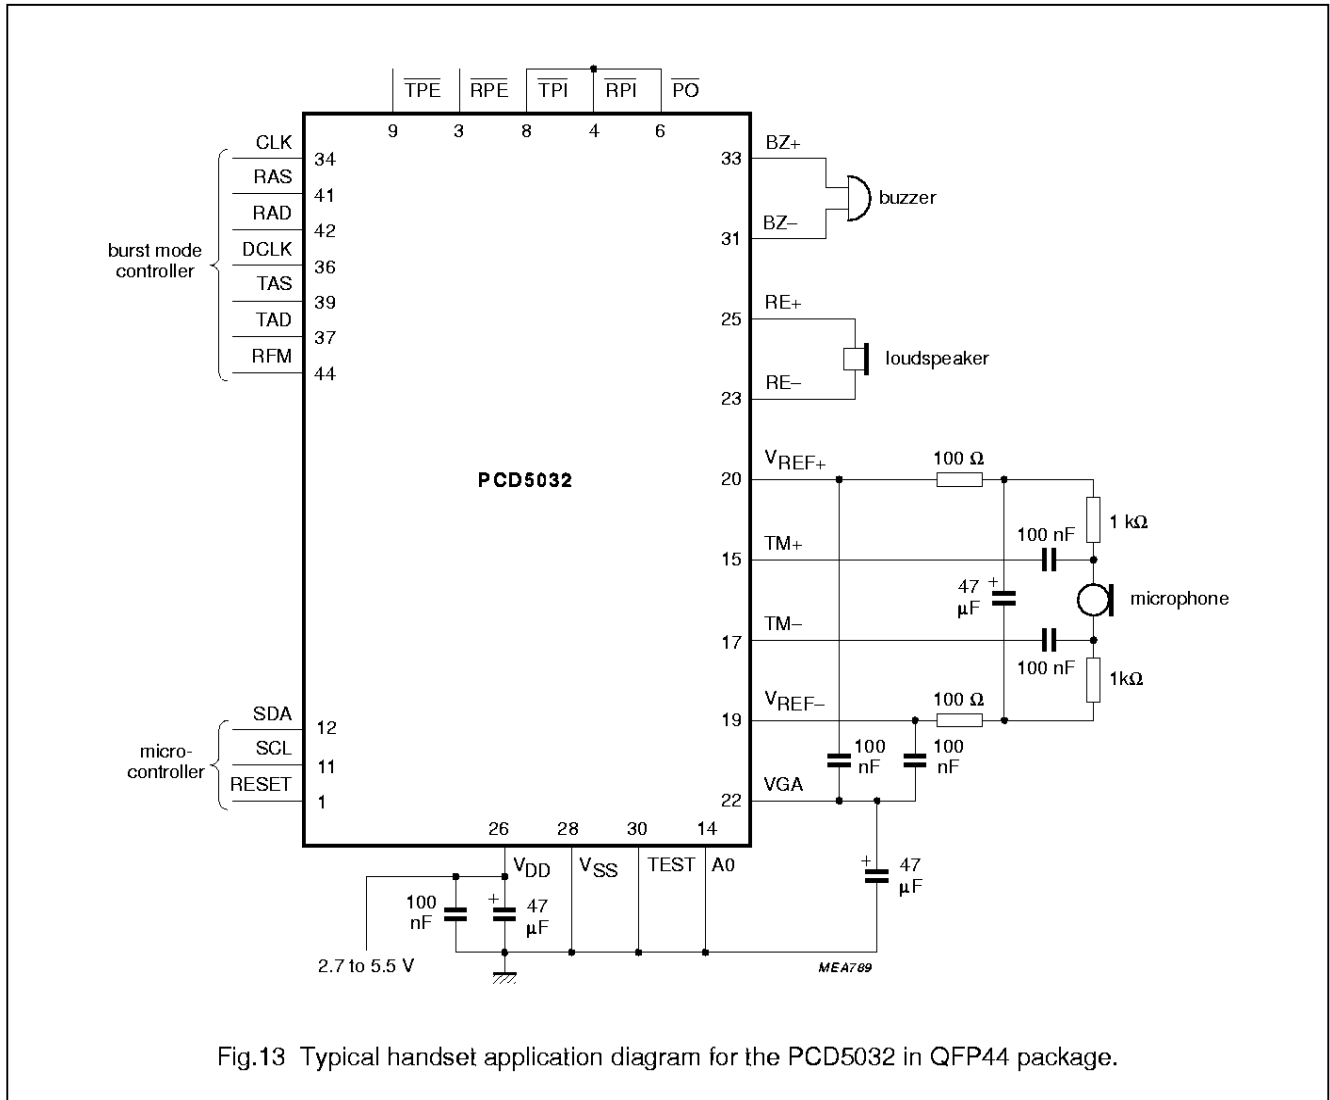 TPE RPE TPI RPI PO
9 3 8 4 6
CLK
34
RAS
41
RAD
42
DCLK
36
TAS
39
TAD
37
RFM
44
burst mode
controller
33
BZ+
buzzer
BZ–
31
RE+
25
loudspeaker
RE–
23
PCD5032
VREF+
20
100 Ω
1 kΩ
100 nF
TM+
15
47
μF
+
microphone
TM–
17
100 nF
1kΩ
VREF–
19
100 Ω
100
nF
100
nF
VGA
22
SDA
12
SCL
11
RESET
1
micro-
controller
26 28 30 14
VDD VSS TEST A0
100
nF
+
47
μF
+
47
μF
2.7 to 5.5 V
MEA789
Fig.13 Typical handset application diagram for the PCD5032 in QFP44 package.